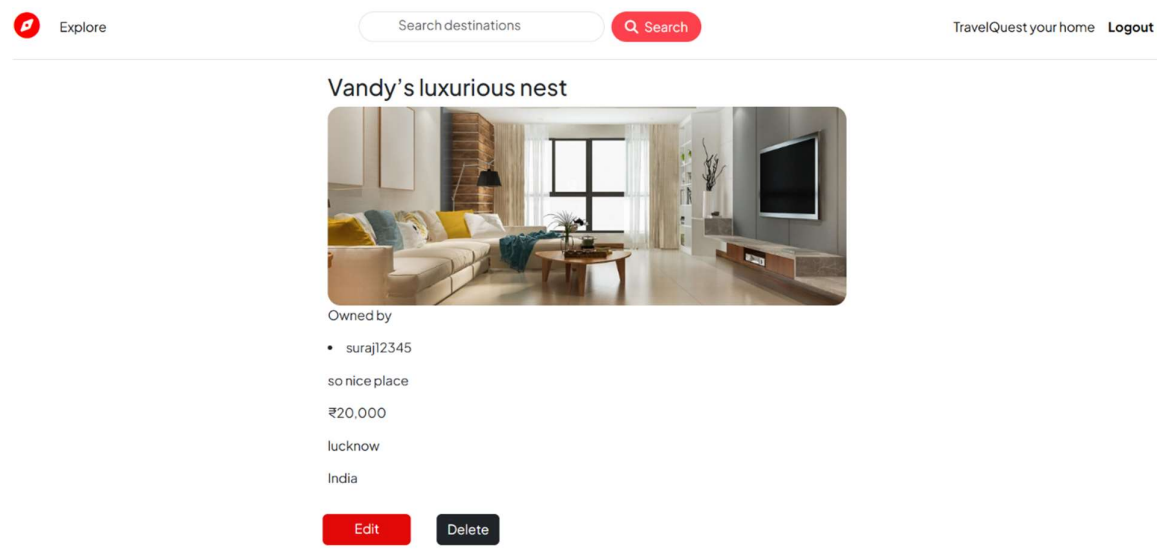 Explore
Search destinations
Search
TravelQuest your home
Logout
Vandy’s luxurious nest
Owned by
• suraj12345
so nice place
₹20,000
lucknow
India
Edit
Delete